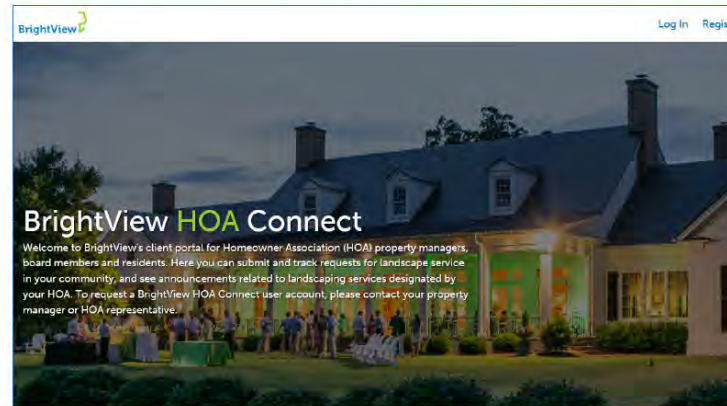 BrightView
Log In Regis
BrightView HOA Connect
Welcome to BrightView's client portal for Homeowner Association (HOA) property managers,
board members and residents. Here you can submit and track requests for landscape service
in your community, and see announcements related to landscaping services designated by
your HOA. To request a BrightView HOA Connect user account, please contact your property
manager or HOA representative.